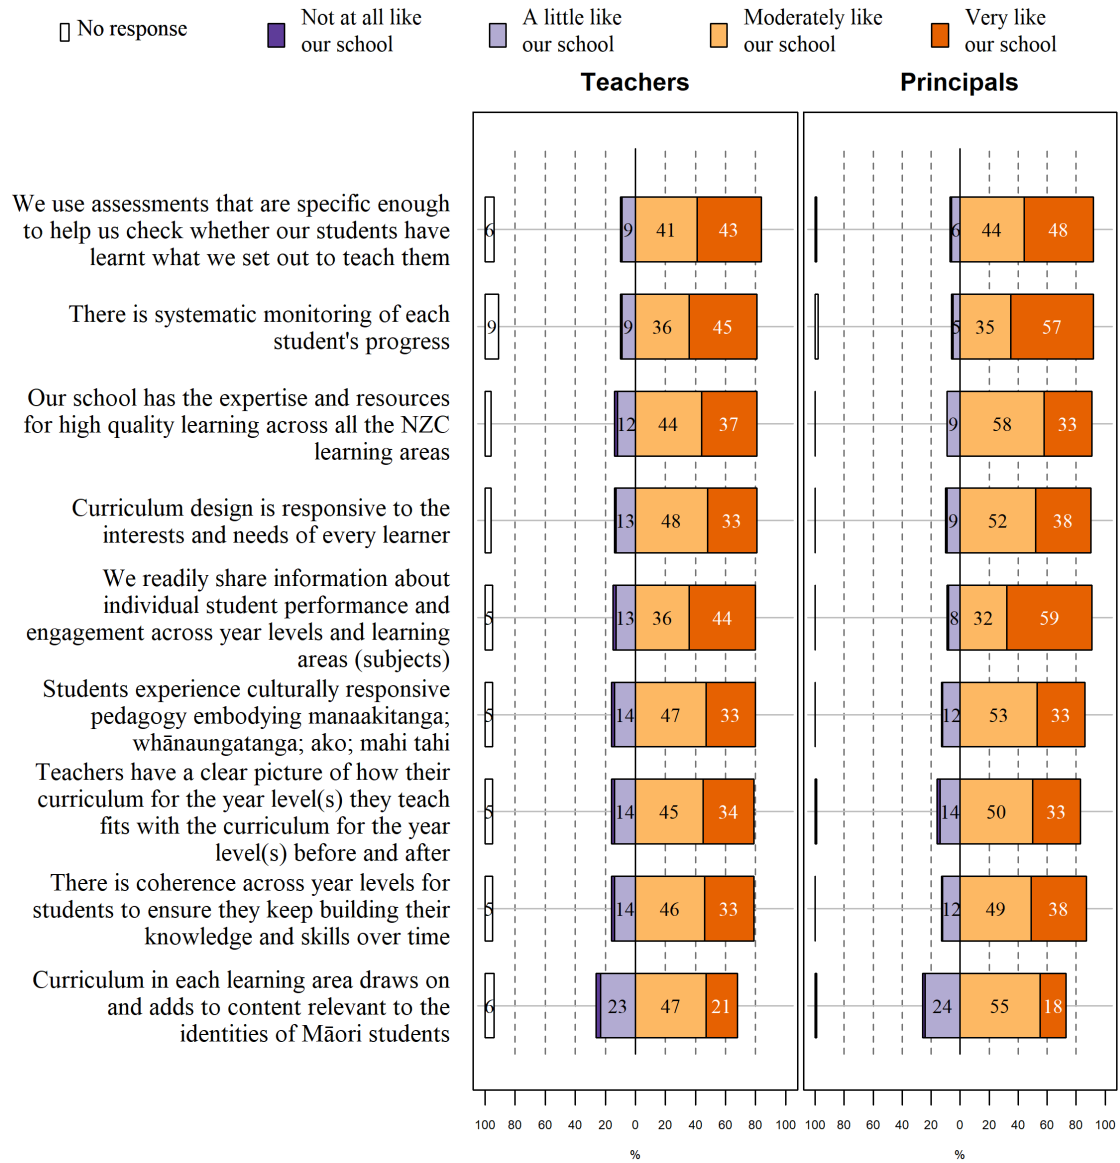 No response
Not at all like
our school
A little like
our school
Moderately like
our school
Very like
our school
Teachers
Principals
We use assessments that are specific enough
to help us check whether our students have
learnt what we set out to teach them
6 9 41 43 6 44 48
There is systematic monitoring of each
student's progress
9 9 36 45 5 35 57
Our school has the expertise and resources
for high quality learning across all the NZC
learning areas
12 44 37 9 58 33
Curriculum design is responsive to the
interests and needs of every learner
13 48 33 9 52 38
We readily share information about
individual student performance and
engagement across year levels and learning
areas (subjects)
5 13 36 44 8 32 59
Students experience culturally responsive
pedagogy embodying manaakitanga;
whānaungatanga; ako; mahi tahi
5 14 47 33 12 53 33
Teachers have a clear picture of how their
curriculum for the year level(s) they teach
fits with the curriculum for the year
level(s) before and after
5 14 45 34 14 50 33
There is coherence across year levels for
students to ensure they keep building their
knowledge and skills over time
5 14 46 33 12 49 38
Curriculum in each learning area draws on
and adds to content relevant to the
identities of Māori students
6 23 47 21 24 55 18
100 80 60 40 20 0 20 40 60 80 100
100 80 60 40 20 0 20 40 60 80 100
%
%